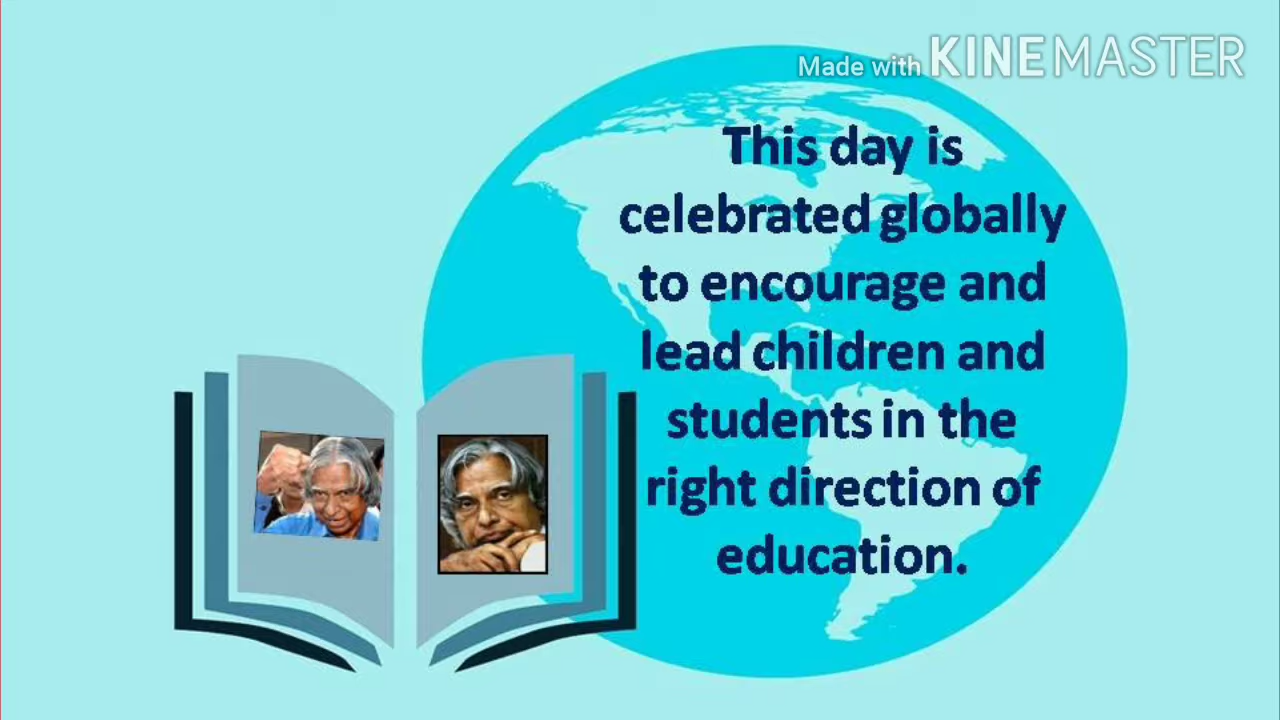 Made with KINEMASTER
This day is
celebrated globally
to encourage and
lead children and
students in the
right direction of
education.